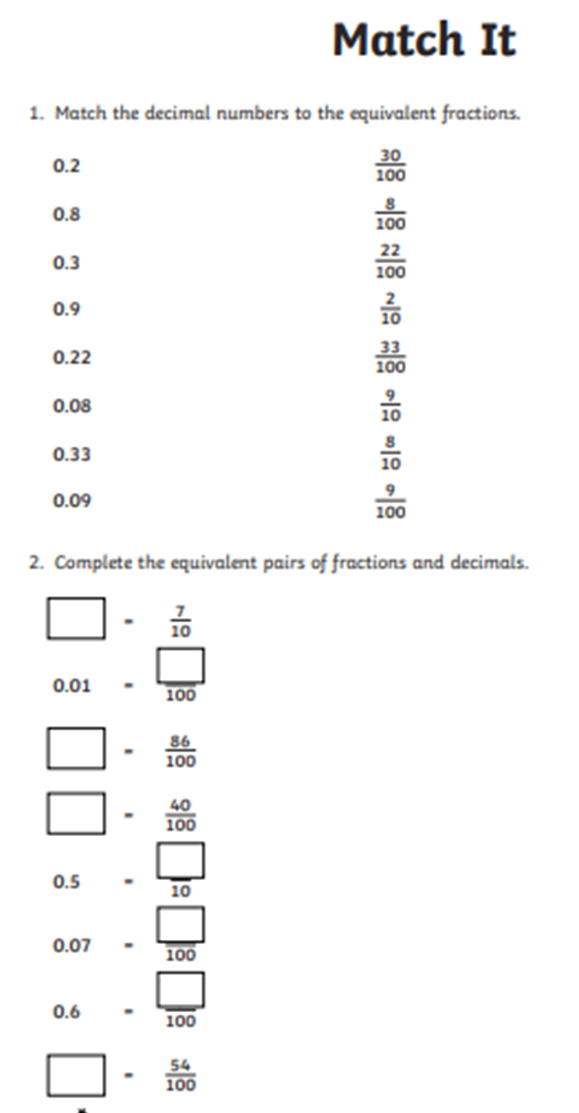 Match It
1. Match the decimal numbers to the equivalent fractions.
0.2 30/100
0.8 8/100
0.3 22/100
0.9 2/10
0.22 33/100
0.08 9/10
0.33 8/10
0.09 9/100
2. Complete the equivalent pairs of fractions and decimals.
= 7/10
0.01 = /100
= 86/100
= 40/100
0.5 = /10
0.07 = /100
0.6 = /100
= 54/100